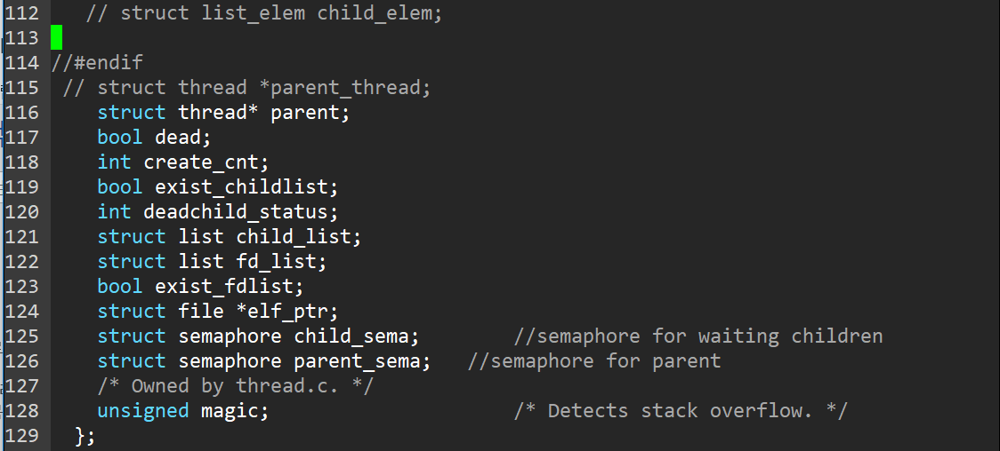 112 // struct list_elem child_elem;
113
114 //#endif
115 // struct thread *parent_thread;
116 struct thread* parent;
117 bool dead;
118 int create_cnt;
119 bool exist_childlist;
120 int deadchild_status;
121 struct list child_list;
122 struct list fd_list;
123 bool exist_fdlist;
124 struct file *elf_ptr;
125 struct semaphore child_sema; //semaphore for waiting children
126 struct semaphore parent_sema; //semaphore for parent
127 /* Owned by thread.c. */
128 unsigned magic; /* Detects stack overflow. */
129 };